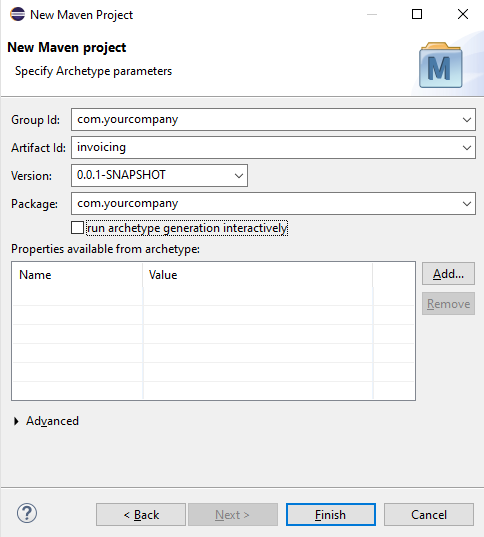 New Maven Project
New Maven project
Specify Archetype parameters
M
Group Id: com.yourcompany
Artifact Id: invoicing
Version: 0.0.1-SNAPSHOT
Package: com.yourcompany
run archetype generation interactively
Properties available from archetype:
Name Value
Add...
Remove
Advanced
? < Back Next > Finish Cancel